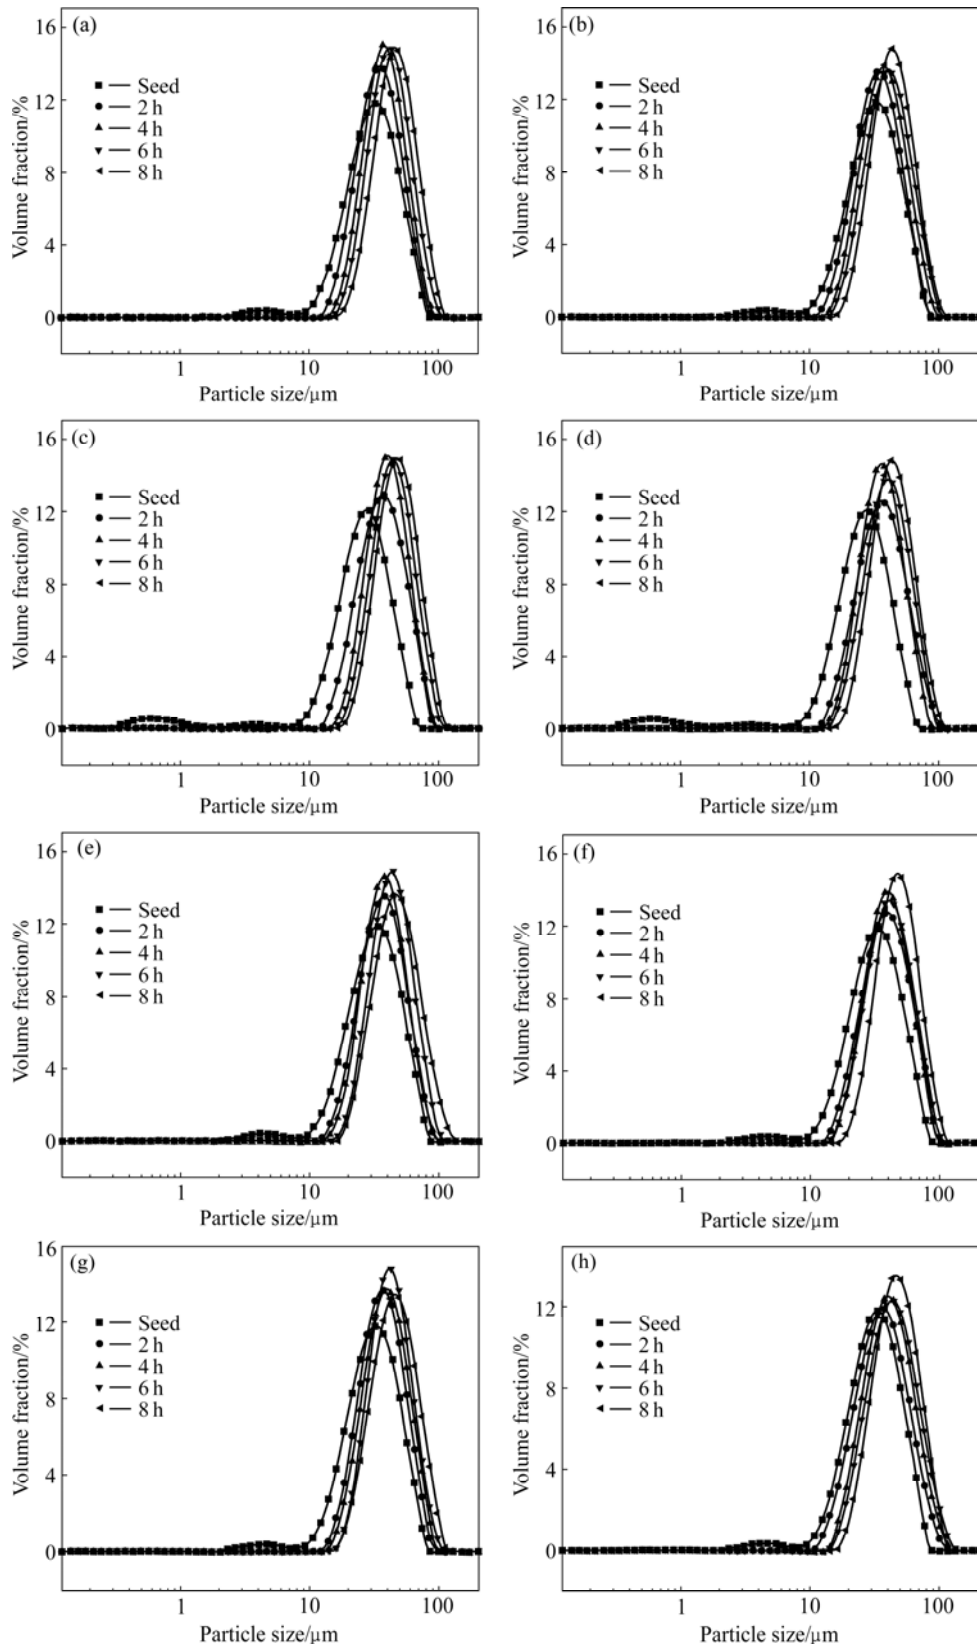 (a)
16
12
8
4
0
Volume fraction/%
Seed
2 h
4 h
6 h
8 h
1
10
100
Particle size/μm
(b)
16
12
8
4
0
Volume fraction/%
Seed
2 h
4 h
6 h
8 h
1
10
100
Particle size/μm
(c)
16
12
8
4
0
Volume fraction/%
Seed
2 h
4 h
6 h
8 h
1
10
100
Particle size/μm
(d)
16
12
8
4
0
Volume fraction/%
Seed
2 h
4 h
6 h
8 h
1
10
100
Particle size/μm
(e)
16
12
8
4
0
Volume fraction/%
Seed
2 h
4 h
6 h
8 h
1
10
100
Particle size/μm
(f)
16
12
8
4
0
Volume fraction/%
Seed
2 h
4 h
6 h
8 h
1
10
100
Particle size/μm
(g)
16
12
8
4
0
Volume fraction/%
Seed
2 h
4 h
6 h
8 h
1
10
100
Particle size/μm
(h)
12
8
4
0
Volume fraction/%
Seed
2 h
4 h
6 h
8 h
1
10
100
Particle size/μm